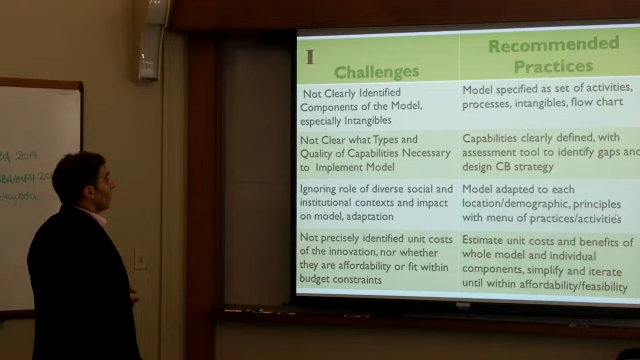 BA 2014
I
Challenges
Recommended
Practices
Not Clearly Identified
Components of the Model,
especially Intangibles
Model specified as set of activities,
processes, intangibles, flow chart
Not Clear what Types and
Quality of Capabilities Necessary
to Implement Model
Capabilities clearly defined, with
assessment tool to identify gaps and
design CB strategy
Ignoring role of diverse social and
institutional contexts and impact
on model, adaptation
Model adapted to each
location/demographic, principles
with menu of practices/activities
Not precisely identified unit costs
of the innovation, nor whether
they are affordability or fit within
budget constraints
Estimate unit costs and benefits of
whole model and individual
components, simplify and iterate
until within affordability/feasibility